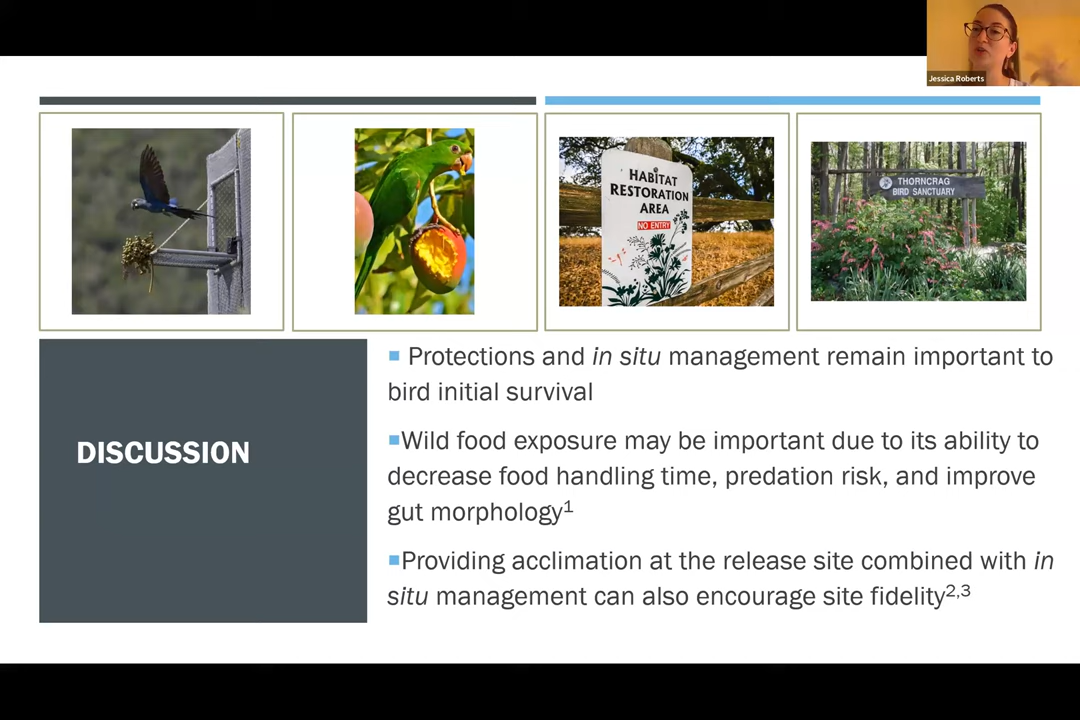 Jessica Roberts
HABITAT
RESTORATION
AREA
NO ENTRY
THORNCRAG
BIRD SANCTUARY
DISCUSSION
Protections and in situ management remain important to
bird initial survival
Wild food exposure may be important due to its ability to
decrease food handling time, predation risk, and improve
gut morphology1
Providing acclimation at the release site combined with in
situ management can also encourage site fidelity2,3